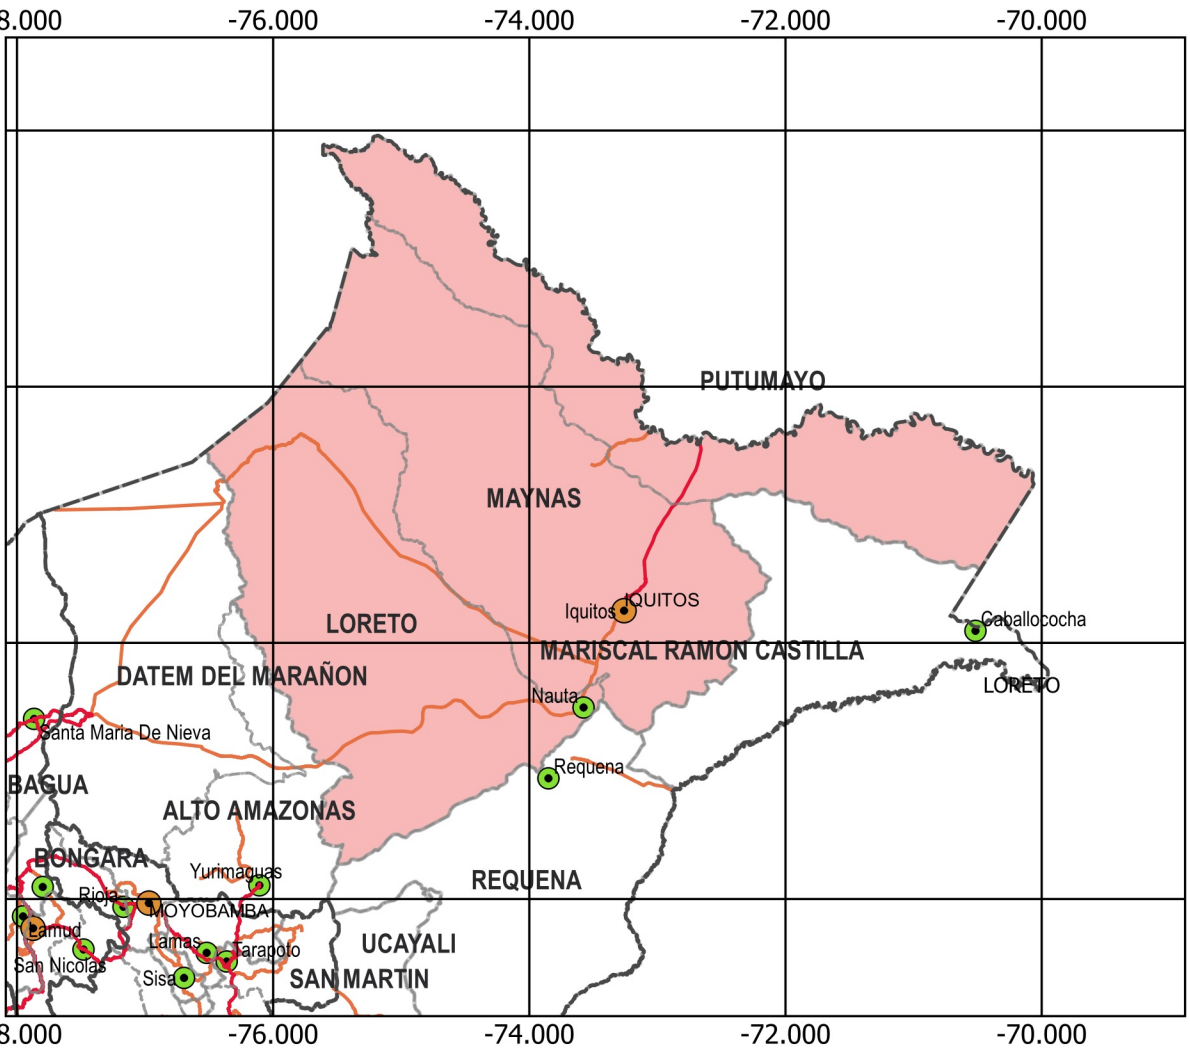 8.000 -76.000 -74.000 -72.000 -70.000
PUTUMAYO
MAYNAS
IQUITOS
Iquitos
Caballococha
LORETO
MARISCAL RAMON CASTILLA
DATEM DEL MARAÑON
LORETO
Nauta
Santa Maria De Nieva
Requena
BAGUA
ALTO AMAZONAS
BONGARA
Yurimaguas
REQUENA
Rioja
MOYOBAMBA
Lamud
Lamas
Tarapoto
UCAYALI
San Nicolas
Sisa
SAN MARTIN
8.000 -76.000 -74.000 -72.000 -70.000